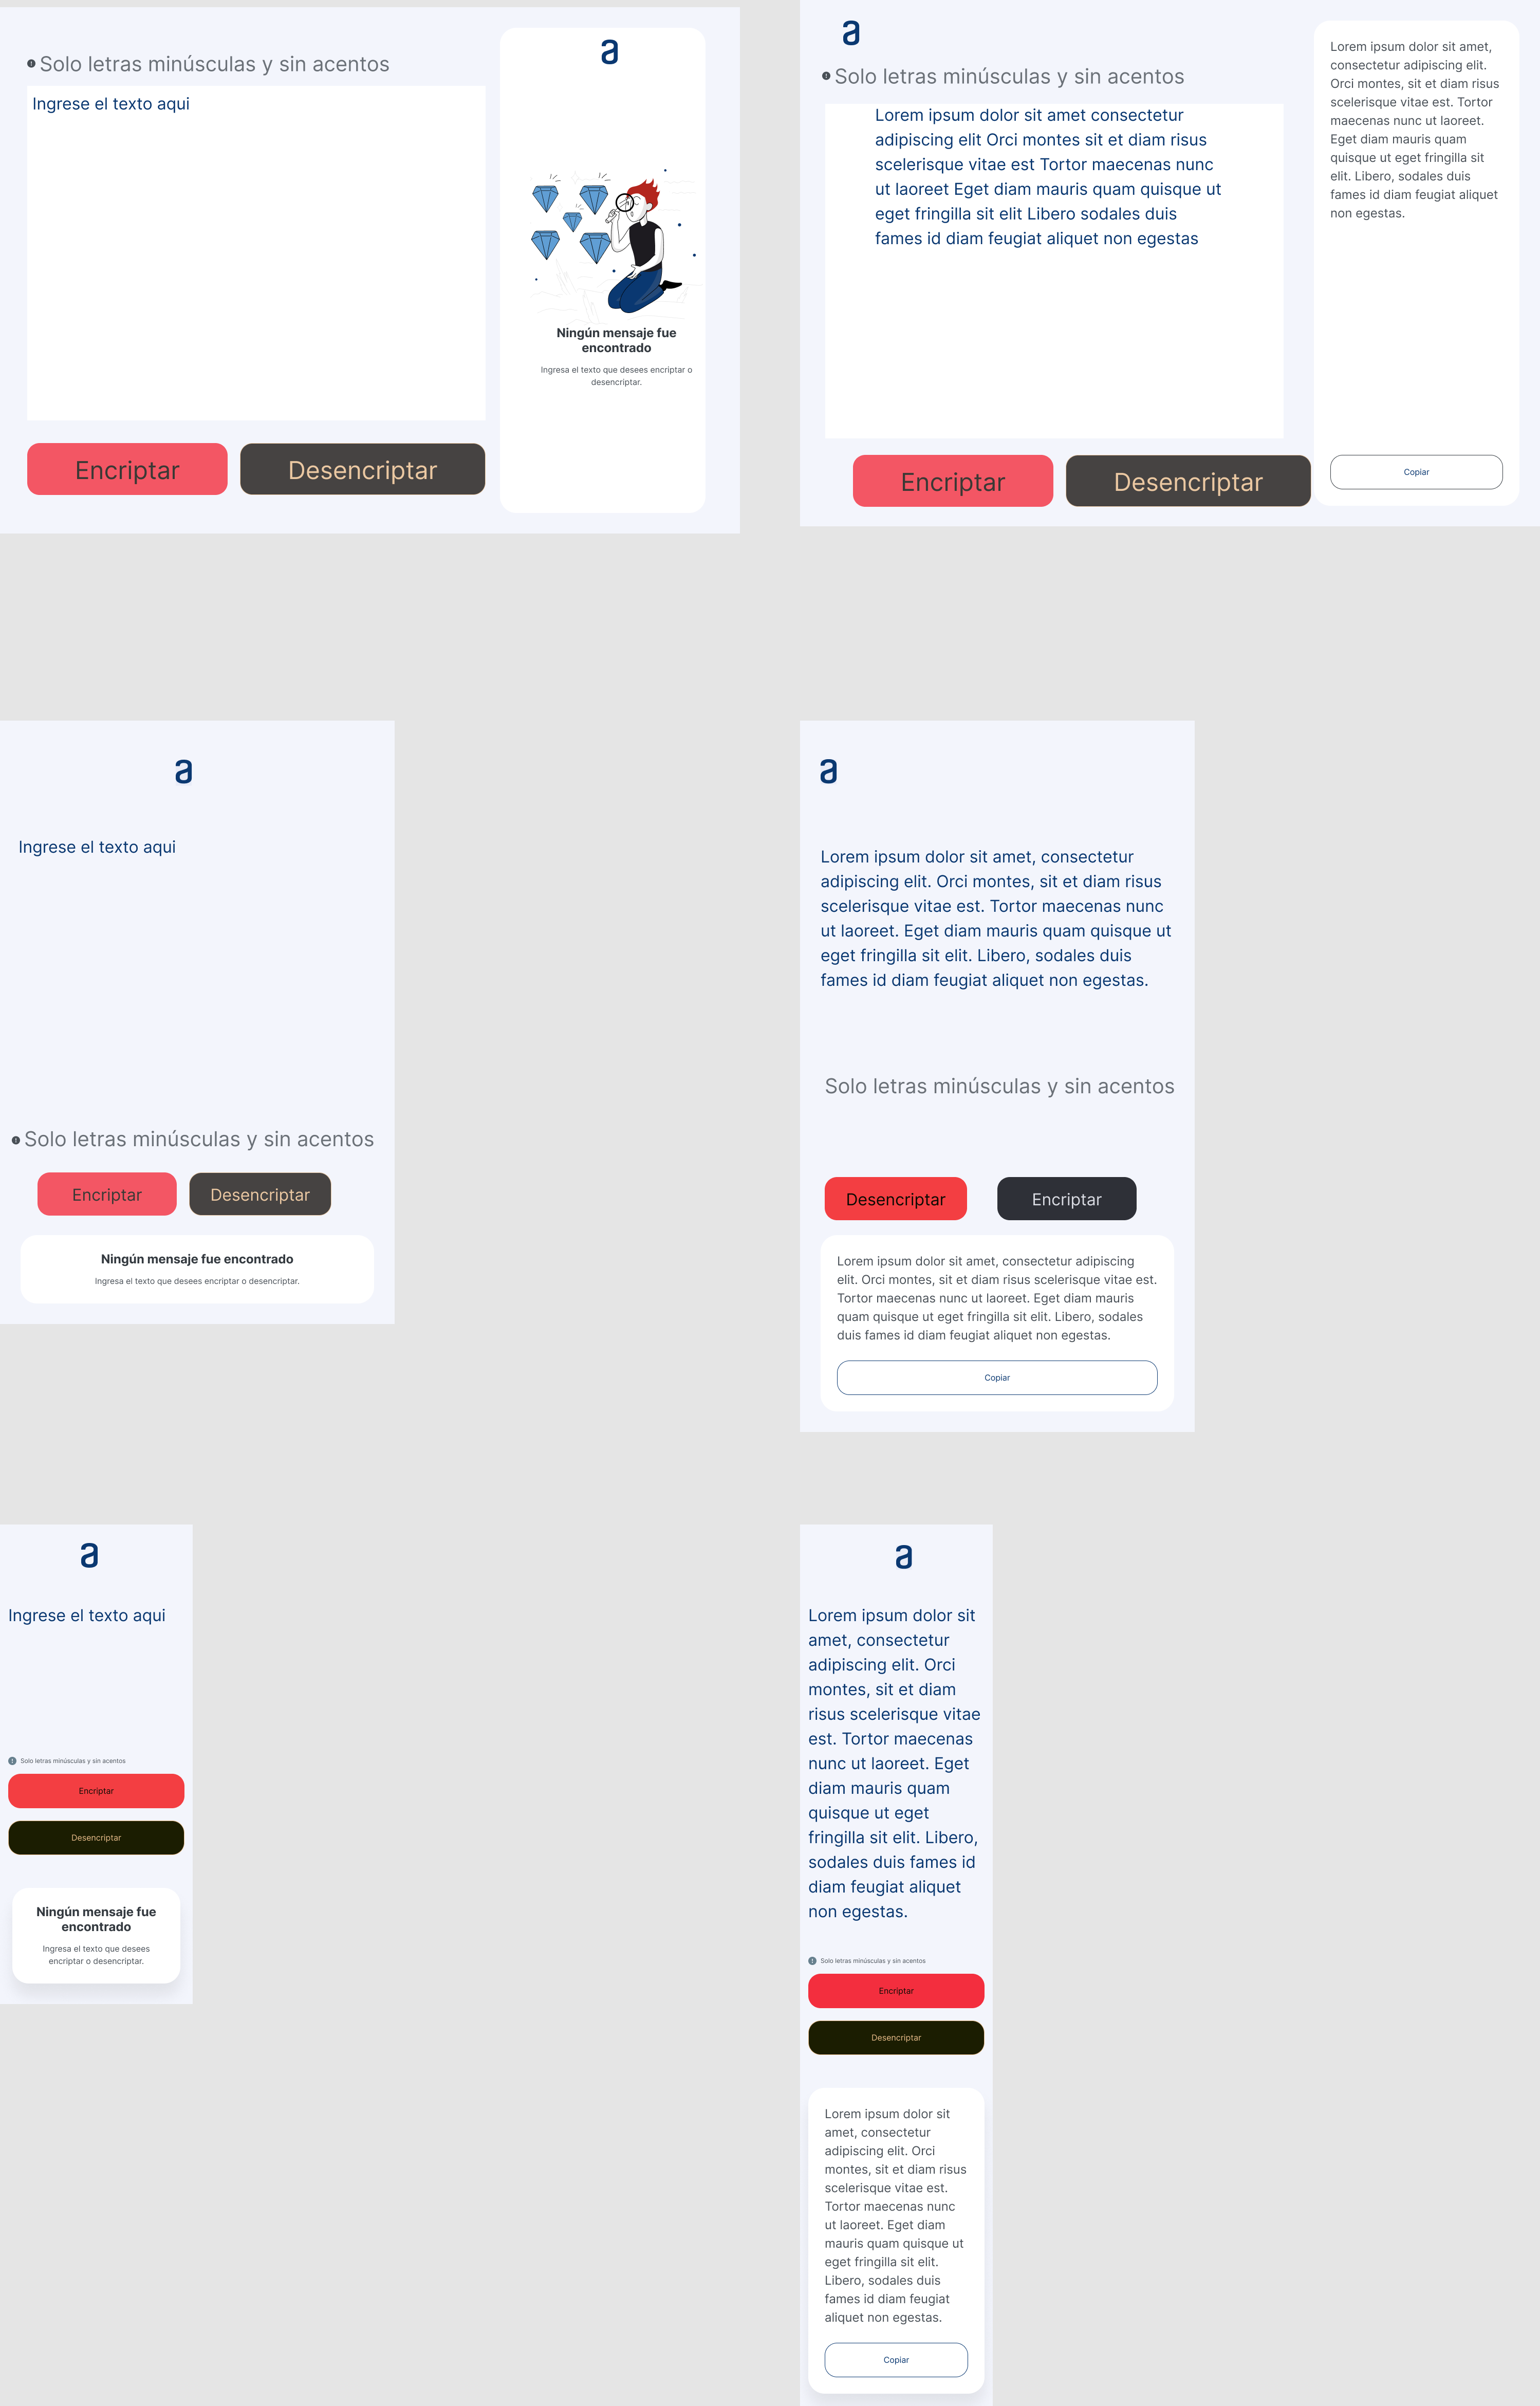 a
Solo letras minúsculas y sin acentos
Ingrese el texto aqui
Ningún mensaje fue
encontrado
Ingresa el texto que desees encriptar o
desencriptar.
Encriptar
Desencriptar
a
Solo letras minúsculas y sin acentos
Lorem ipsum dolor sit amet consectetur
adipiscing elit Orci montes sit et diam risus
scelerisque vitae est Tortor maecenas nunc
ut laoreet Eget diam mauris quam quisque ut
eget fringilla sit elit Libero sodales duis
fames id diam feugiat aliquet non egestas
Encriptar
Desencriptar
Lorem ipsum dolor sit amet,
consectetur adipiscing elit.
Orci montes, sit et diam risus
scelerisque vitae est. Tortor
maecenas nunc ut laoreet.
Eget diam mauris quam
quisque ut eget fringilla sit
elit. Libero, sodales duis
fames id diam feugiat aliquet
non egestas.
Copiar
a
Ingrese el texto aqui
Solo letras minúsculas y sin acentos
Encriptar
Desencriptar
Ningún mensaje fue encontrado
Ingresa el texto que desees encriptar o desencriptar.
a
Lorem ipsum dolor sit amet, consectetur
adipiscing elit. Orci montes, sit et diam risus
scelerisque vitae est. Tortor maecenas nunc
ut laoreet. Eget diam mauris quam quisque ut
eget fringilla sit elit. Libero, sodales duis
fames id diam feugiat aliquet non egestas.
Solo letras minúsculas y sin acentos
Desencriptar
Encriptar
Lorem ipsum dolor sit amet, consectetur adipiscing
elit. Orci montes, sit et diam risus scelerisque vitae est.
Tortor maecenas nunc ut laoreet. Eget diam mauris
quam quisque ut eget fringilla sit elit. Libero, sodales
duis fames id diam feugiat aliquet non egestas.
Copiar
a
Ingrese el texto aqui
Solo letras minúsculas y sin acentos
Encriptar
Desencriptar
Ningún mensaje fue
encontrado
Ingresa el texto que desees
encriptar o desencriptar.
a
Lorem ipsum dolor sit
amet, consectetur
adipiscing elit. Orci
montes, sit et diam
risus scelerisque vitae
est. Tortor maecenas
nunc ut laoreet. Eget
diam mauris quam
quisque ut eget
fringilla sit elit. Libero,
sodales duis fames id
diam feugiat aliquet
non egestas.
Solo letras minúsculas y sin acentos
Encriptar
Desencriptar
Lorem ipsum dolor sit
amet, consectetur
adipiscing elit. Orci
montes, sit et diam risus
scelerisque vitae est.
Tortor maecenas nunc
ut laoreet. Eget diam
mauris quam quisque ut
eget fringilla sit elit.
Libero, sodales duis
fames id diam feugiat
aliquet non egestas.
Copiar